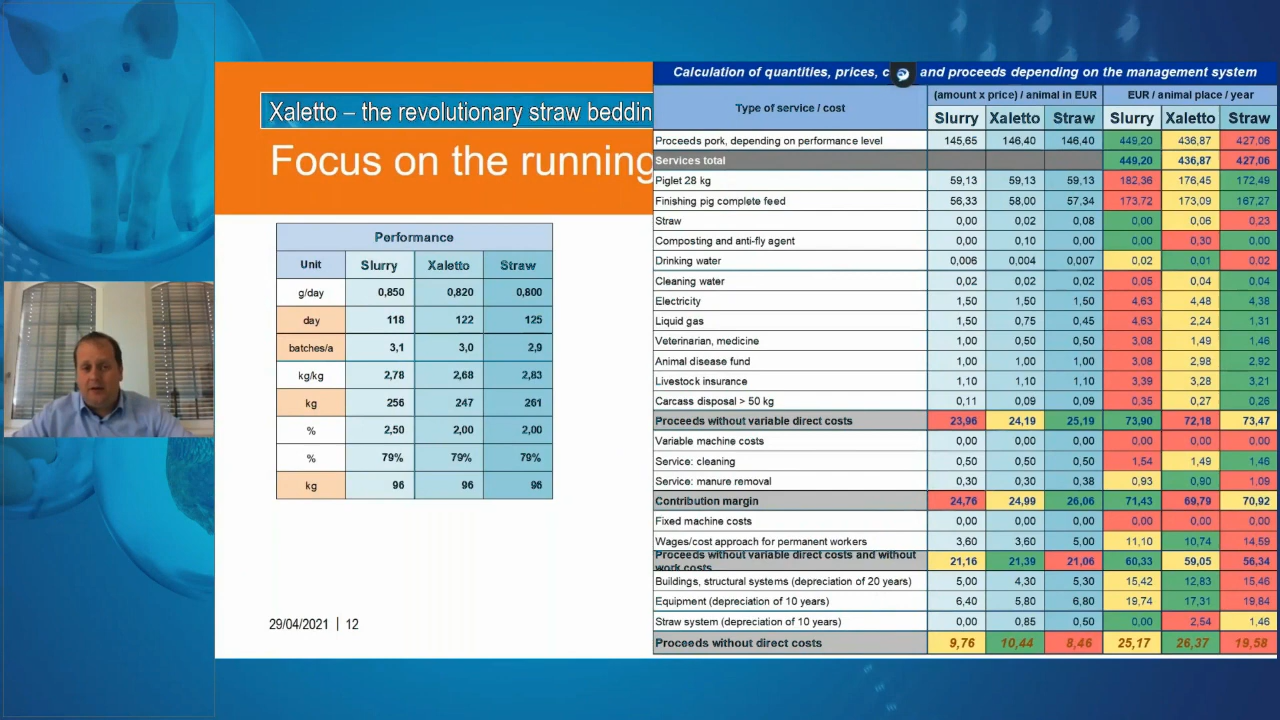 Xaletto – the revolutionary straw beddin
Focus on the running
Performance
Unit Slurry Xaletto Straw
g/day 0,850 0,820 0,800
day 118 122 125
batches/a 3,1 3,0 2,9
kg/kg 2,78 2,68 2,83
kg 256 247 261
% 2,50 2,00 2,00
% 79% 79% 79%
kg 96 96 96
29/04/2021 | 12
Calculation of quantities, prices, c and proceeds depending on the management system
Type of service / cost (amount x price) / animal in EUR EUR / animal place / year
Slurry Xaletto Straw Slurry Xaletto Straw
Proceeds pork, depending on performance level 145,65 146,40 146,40 449,20 436,87 427,06
Services total 449,20 436,87 427,06
Piglet 28 kg 59,13 59,13 59,13 182,36 176,45 172,49
Finishing pig complete feed 56,33 58,00 57,34 173,72 173,09 167,27
Straw 0,00 0,02 0,08 0,00 0,06 0,23
Composting and anti-fly agent 0,00 0,10 0,00 0,00 0,30 0,00
Drinking water 0,006 0,004 0,007 0,02 0,01 0,02
Cleaning water 0,02 0,02 0,02 0,05 0,04 0,04
Electricity 1,50 1,50 1,50 4,63 4,48 4,38
Liquid gas 1,50 0,75 0,45 4,63 2,24 1,31
Veterinarian, medicine 1,00 0,50 0,50 3,08 1,49 1,46
Animal disease fund 1,00 1,00 1,00 3,08 2,98 2,92
Livestock insurance 1,10 1,10 1,10 3,39 3,28 3,21
Carcass disposal > 50 kg 0,11 0,09 0,09 0,35 0,27 0,26
Proceeds without variable direct costs 23,96 24,19 25,19 73,90 72,18 73,47
Variable machine costs 0,00 0,00 0,00 0,00 0,00 0,00
Service: cleaning 0,50 0,50 0,50 1,54 1,49 1,46
Service: manure removal 0,30 0,30 0,38 0,93 0,90 1,09
Contribution margin 24,76 24,99 26,06 71,43 69,79 70,92
Fixed machine costs 0,00 0,00 0,00 0,00 0,00 0,00
Wages/cost approach for permanent workers 3,60 3,60 5,00 11,10 10,74 14,59
Proceeds without variable direct costs and without
work costs 21,16 21,39 21,06 60,33 59,05 56,34
Buildings, structural systems (depreciation of 20 years) 5,00 4,30 5,30 15,42 12,83 15,46
Equipment (depreciation of 10 years) 6,40 5,80 6,80 19,74 17,31 19,84
Straw system (depreciation of 10 years) 0,00 0,85 0,50 0,00 2,54 1,46
Proceeds without direct costs 9,76 10,44 8,46 25,17 26,37 19,58